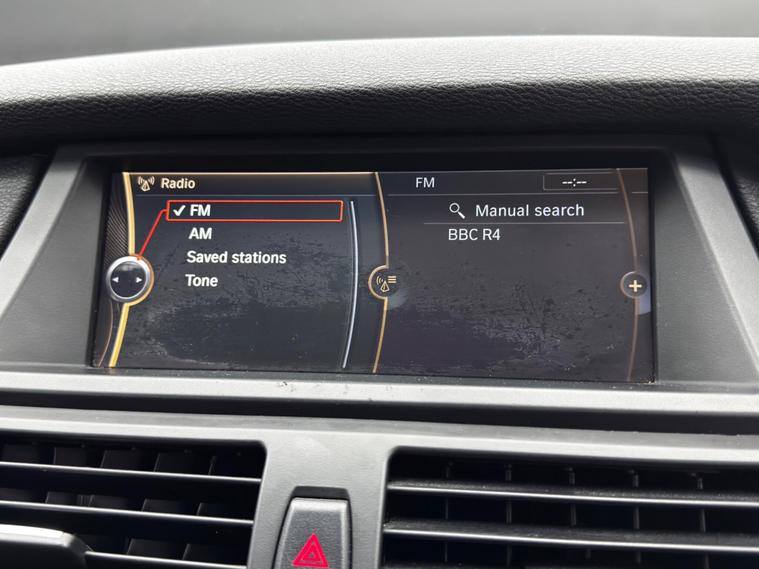 Radio
FM
AM
Saved stations
Tone
FM
--:--
Manual search
BBC R4